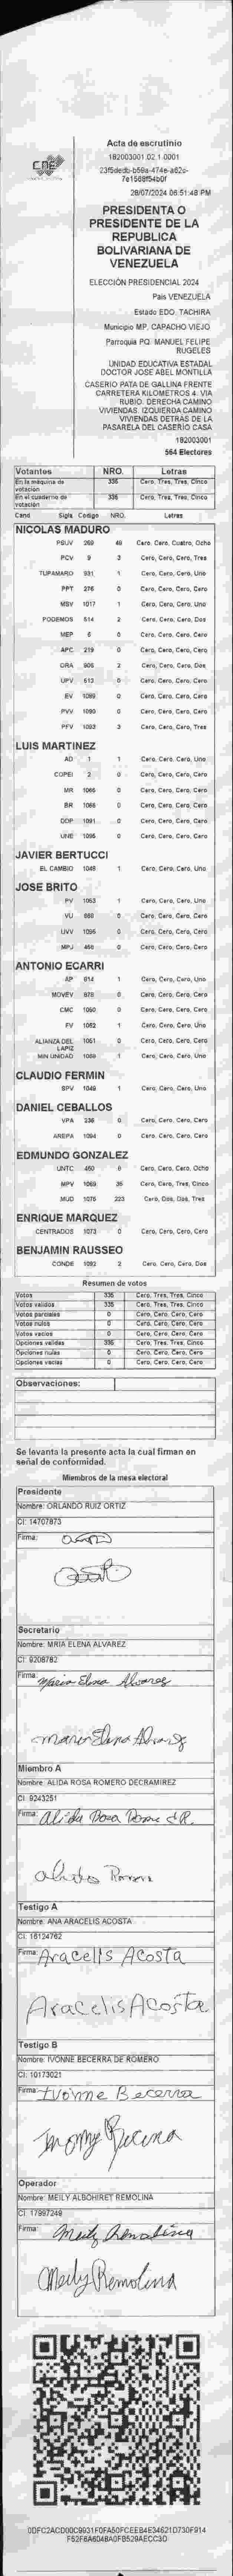 CNE
Acta de escrutinio
182003001.02.1.0001
28/07/2024 06:51:48 PM
PRESIDENTA O
PRESIDENTE DE LA
REPUBLICA
BOLIVARIANA DE
VENEZUELA
ELECCIÓN PRESIDENCIAL 2024
País VENEZUELA
Estado EDO. TACHIRA
Municipio MP. CAPACHO VIEJO
Parroquia PQ. MANUEL FELIPE
RUGELES
UNIDAD EDUCATIVA ESTADAL
DOCTOR JOSE ABEL MONTILLA
CASERIO PATA DE GALLINA FRENTE
CARRETERA KILOMETROS 4. VIA
RUBIO. DERECHA CAMINO
VIVIENDAS. IZQUIERDA CAMINO
VIVIENDAS DETRÁS DE LA
PASARELA DEL CASERIO CASA
182003001
564 Electores
Votantes NRO. Letras
En la máquina de votación 335 Cero, Tres, Tres, Cinco
En el cuaderno de votación 335 Cero, Tres, Tres, Cinco
Cand Sigla Codigo NRO. Letras
NICOLAS MADURO
PSUV 269 48 Cero, Cero, Cuatro, Ocho
PCV 9 3 Cero, Cero, Cero, Tres
TUPAMARO 931 1 Cero, Cero, Cero, Uno
PPT 276 0 Cero, Cero, Cero, Cero
MSV 1017 1 Cero, Cero, Cero, Uno
PODEMOS 514 2 Cero, Cero, Cero, Dos
MEP 6 0 Cero, Cero, Cero, Cero
APC 219 0 Cero, Cero, Cero, Cero
ORA 906 2 Cero, Cero, Cero, Dos
UPV 613 0 Cero, Cero, Cero, Cero
EV 1089 0 Cero, Cero, Cero, Cero
PVV 1090 0 Cero, Cero, Cero, Cero
PFV 1093 3 Cero, Cero, Cero, Tres
LUIS MARTINEZ
AD 1 1 Cero, Cero, Cero, Uno
COPEI 2 0 Cero, Cero, Cero, Cero
MR 1065 0 Cero, Cero, Cero, Cero
BR 1066 0 Cero, Cero, Cero, Cero
DDP 1091 0 Cero, Cero, Cero, Cero
UNE 1095 0 Cero, Cero, Cero, Cero
JAVIER BERTUCCI
EL CAMBIO 1048 1 Cero, Cero, Cero, Uno
JOSE BRITO
PV 1053 1 Cero, Cero, Cero, Uno
VU 888 0 Cero, Cero, Cero, Cero
UVV 1096 0 Cero, Cero, Cero, Cero
MPJ 468 0 Cero, Cero, Cero, Cero
ANTONIO ECARRI
AP 814 1 Cero, Cero, Cero, Uno
MOVEV 878 0 Cero, Cero, Cero, Cero
CMC 1050 0 Cero, Cero, Cero, Cero
FV 1052 1 Cero, Cero, Cero, Uno
ALIANZA DEL LAPIZ 1051 0 Cero, Cero, Cero, Cero
MIN UNIDAD 1059 1 Cero, Cero, Cero, Uno
CLAUDIO FERMIN
SPV 1049 1 Cero, Cero, Cero, Uno
DANIEL CEBALLOS
VPA 236 0 Cero, Cero, Cero, Cero
AREPA 1094 0 Cero, Cero, Cero, Cero
EDMUNDO GONZALEZ
UNTC 460 8 Cero, Cero, Cero, Ocho
MPV 1069 35 Cero, Cero, Tres, Cinco
MUD 1075 223 Cero, Dos, Dos, Tres
ENRIQUE MARQUEZ
CENTRADOS 1073 0 Cero, Cero, Cero, Cero
BENJAMIN RAUSSEO
CONDE 1092 2 Cero, Cero, Cero, Dos
Resumen de votos
Votos 335 Cero, Tres, Tres, Cinco
Votos validos 335 Cero, Tres, Tres, Cinco
Votos parciales 0 Cero, Cero, Cero, Cero
Votos nulos 0 Cero, Cero, Cero, Cero
Votos vacios 0 Cero, Cero, Cero, Cero
Opciones validas 335 Cero, Tres, Tres, Cinco
Opciones nulas 0 Cero, Cero, Cero, Cero
Opciones vacias 0 Cero, Cero, Cero, Cero
Observaciones:
Se levanta la presente acta la cual firman en
señal de conformidad.
Miembros de la mesa electoral
Presidente
Nombre: ORLANDO RUIZ ORTIZ
CI: 14707873
Firma:
Secretario
Nombre: MRIA ELENA ALVAREZ
CI: 9208782
Firma: Maria Elena Alvarez
Maria Elena Alvarez
Miembro A
Nombre: ALIDA ROSA ROMERO DECRAMIREZ
CI: 9243251
Firma: Alida Rosa Romero d R.
Alida Romero
Testigo A
Nombre: ANA ARACELIS ACOSTA
CI: 16124762
Firma: Aracelis Acosta
Aracelis Acosta
Testigo B
Nombre: IVONNE BECERRA DE ROMERO
CI: 10173021
Firma: Ivonne Becerra
Operador
Nombre: MEILY ALBOHIRET REMOLINA
CI: 17997249
Firma: Meily Remolina
Meily Remolina